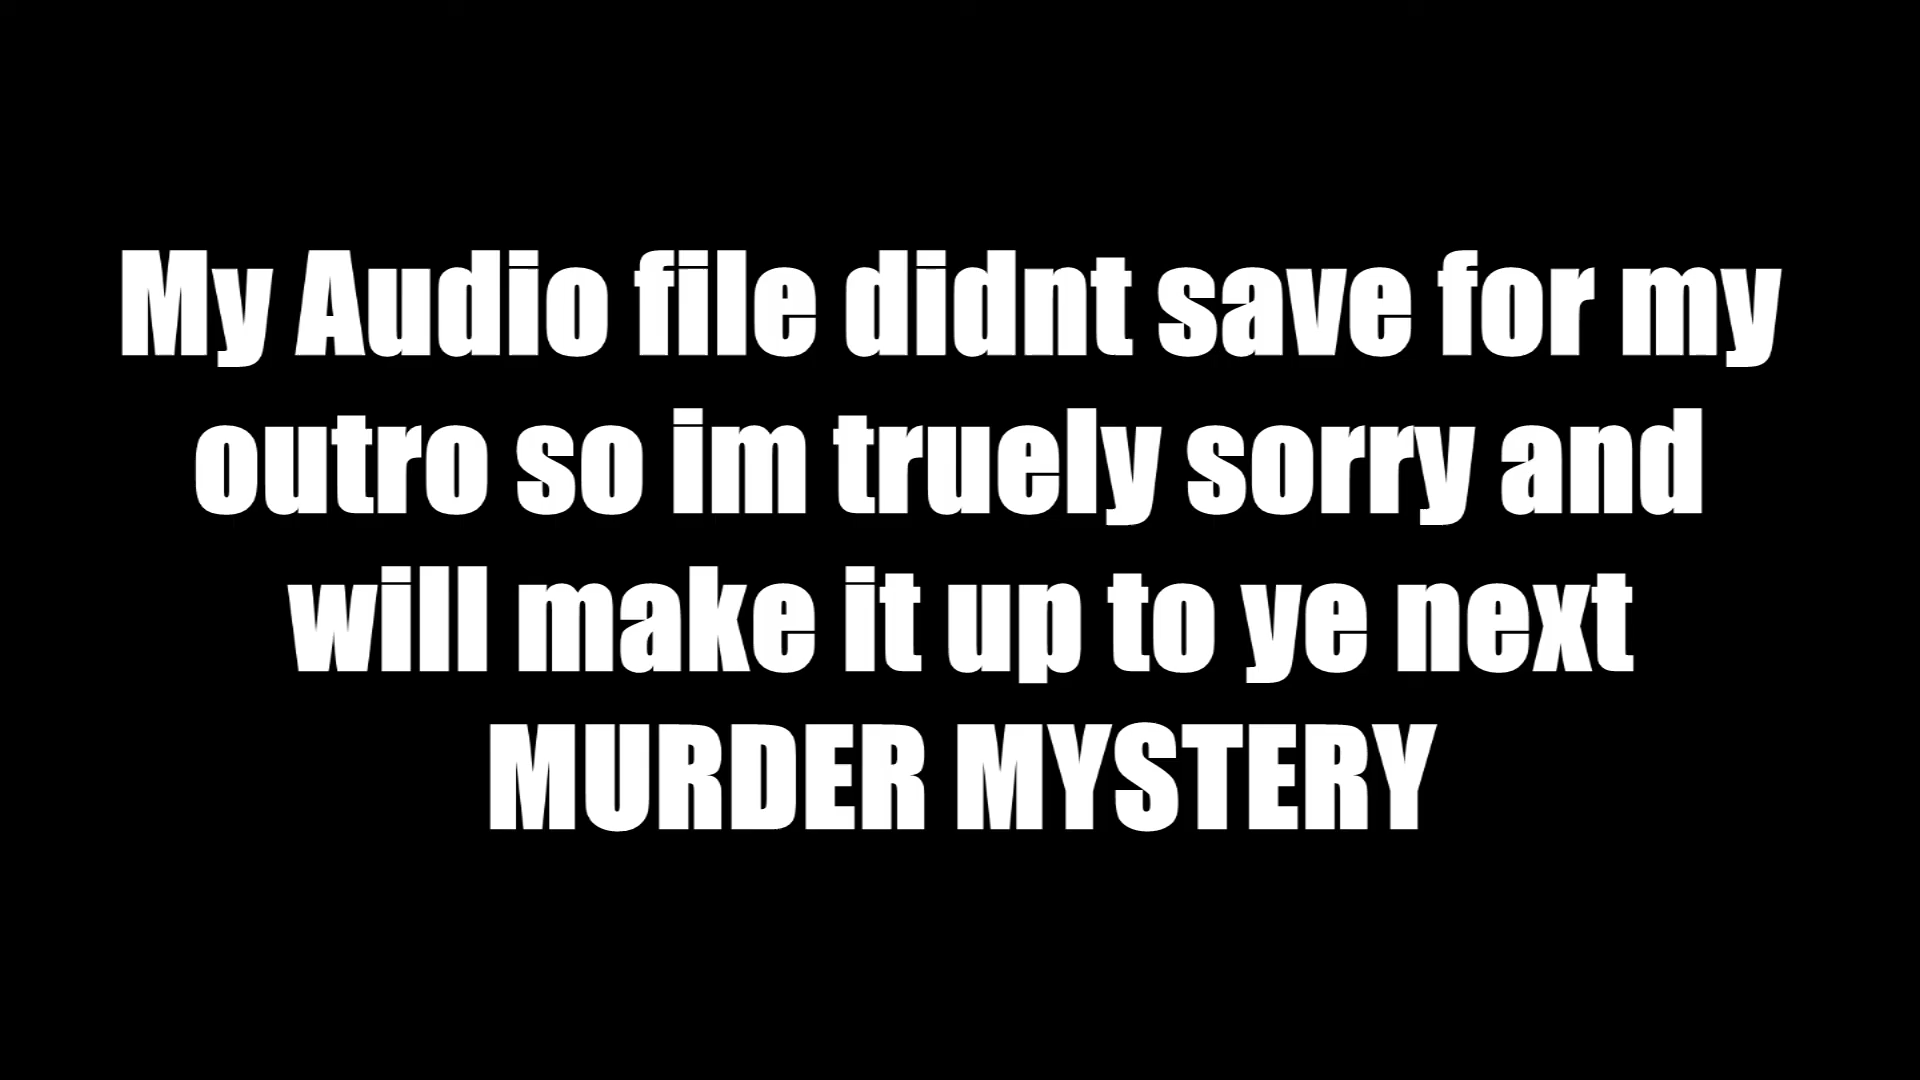 My Audio file didnt save for my
outro so im truely sorry and
will make it up to ye next
MURDER MYSTERY